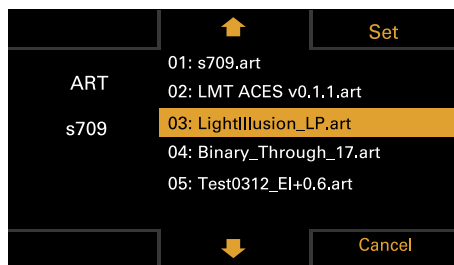 Set
ART
s709
01: s709.art
02: LMT ACES v0.1.1.art
03: LightIllusion_LP.art
04: Binary_Through_17.art
05: Test0312_EI+0.6.art
Cancel